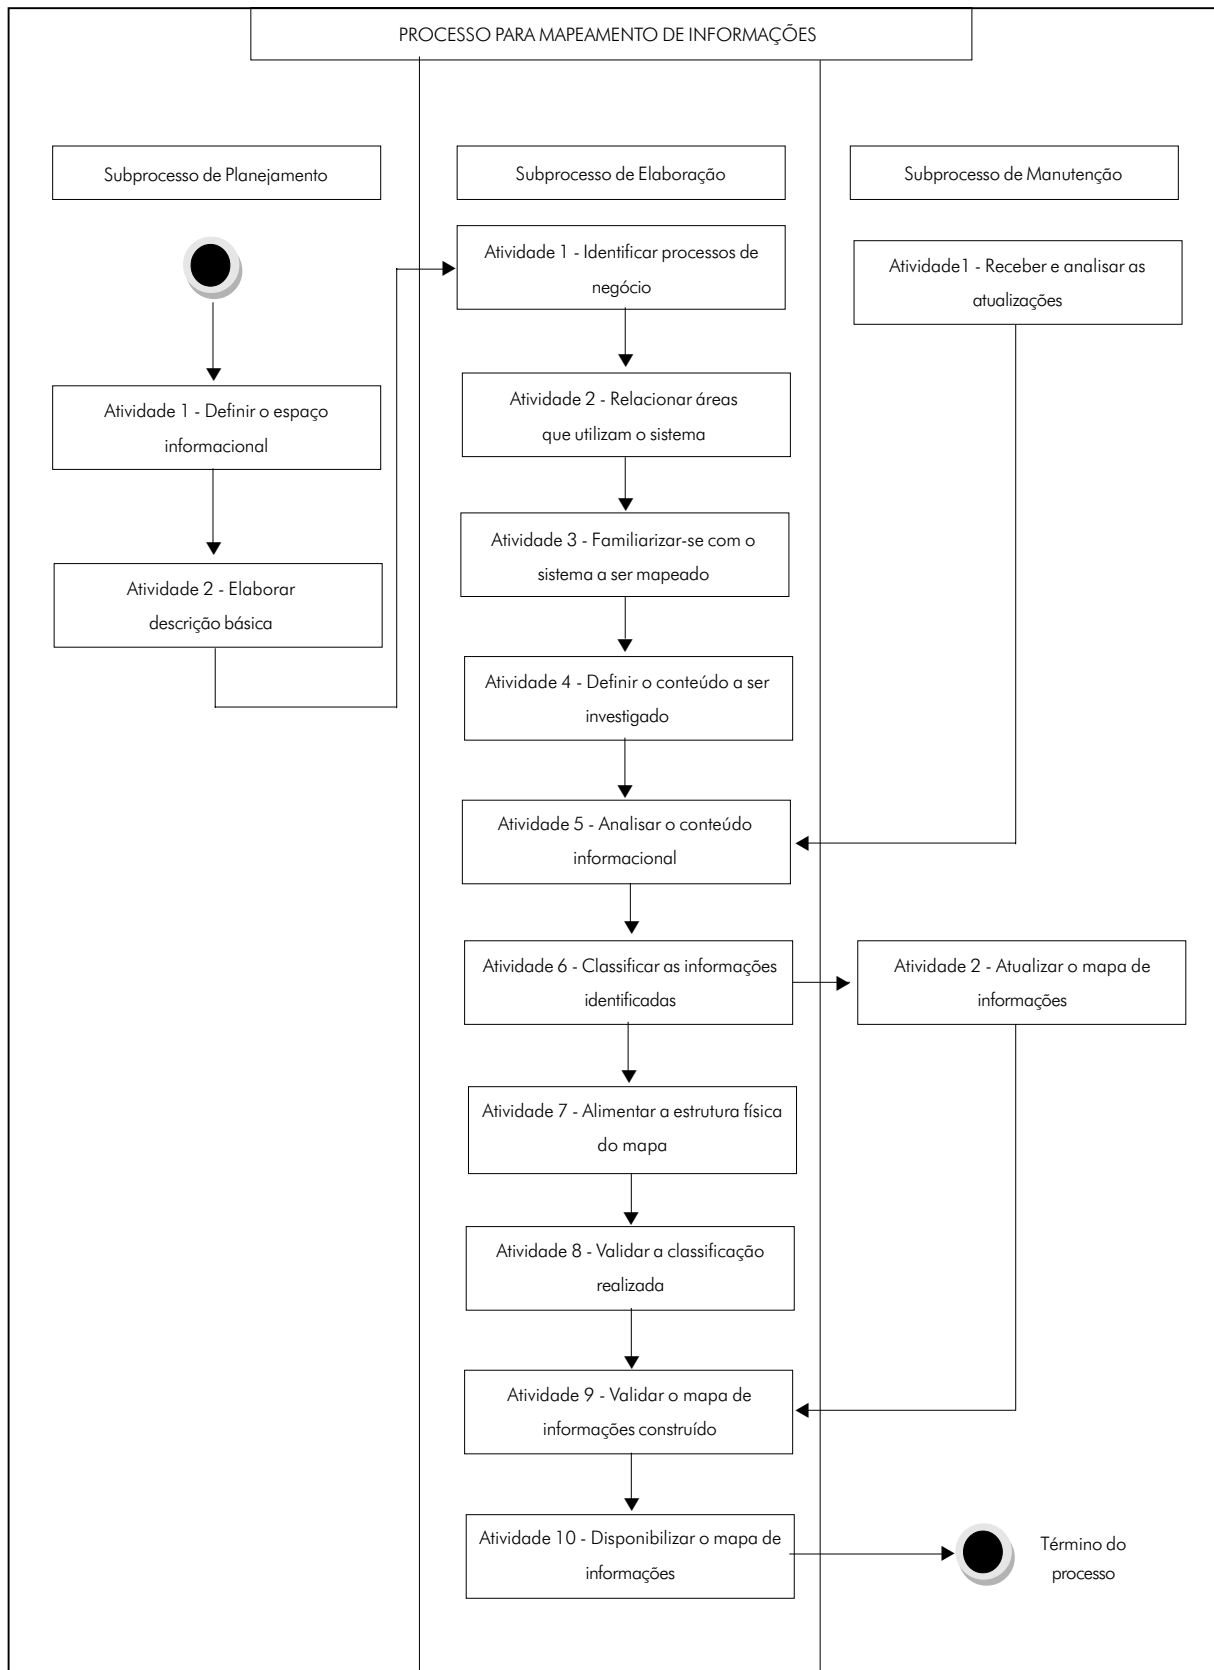 PROCESSO PARA MAPEAMENTO DE INFORMAÇÕES
Subprocesso de Planejamento
Atividade 1 - Definir o espaço
informacional
Atividade 2 - Elaborar
descrição básica
Subprocesso de Elaboração
Atividade 1 - Identificar processos de
negócio
Atividade 2 - Relacionar áreas
que utilizam o sistema
Atividade 3 - Familiarizar-se com o
sistema a ser mapeado
Atividade 4 - Definir o conteúdo a ser
investigado
Atividade 5 - Analisar o conteúdo
informacional
Atividade 6 - Classificar as informações
identificadas
Atividade 7 - Alimentar a estrutura física
do mapa
Atividade 8 - Validar a classificação
realizada
Atividade 9 - Validar o mapa de
informações construído
Atividade 10 - Disponibilizar o mapa de
informações
Subprocesso de Manutenção
Atividade1 - Receber e analisar as
atualizações
Atividade 2 - Atualizar o mapa de
informações
Término do
processo